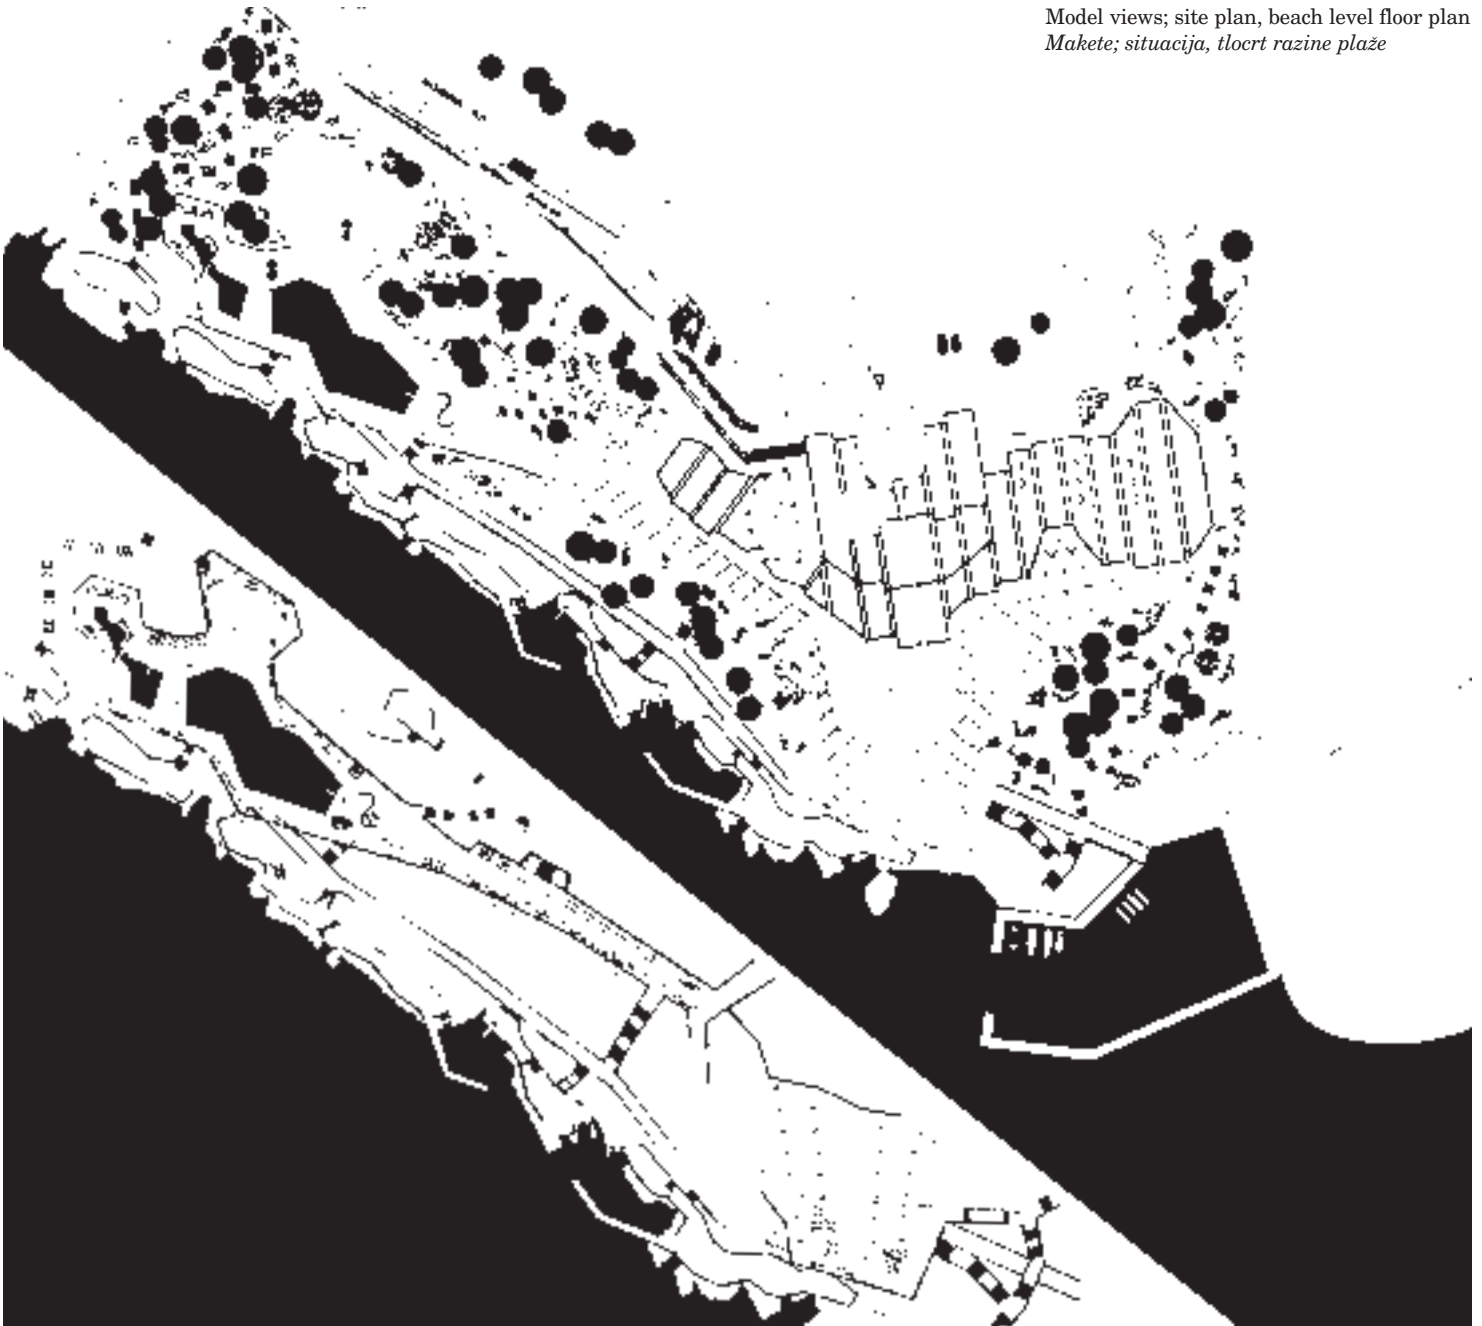 Model views; site plan, beach level floor plan
Makete; situacija, tlocrt razine plaže